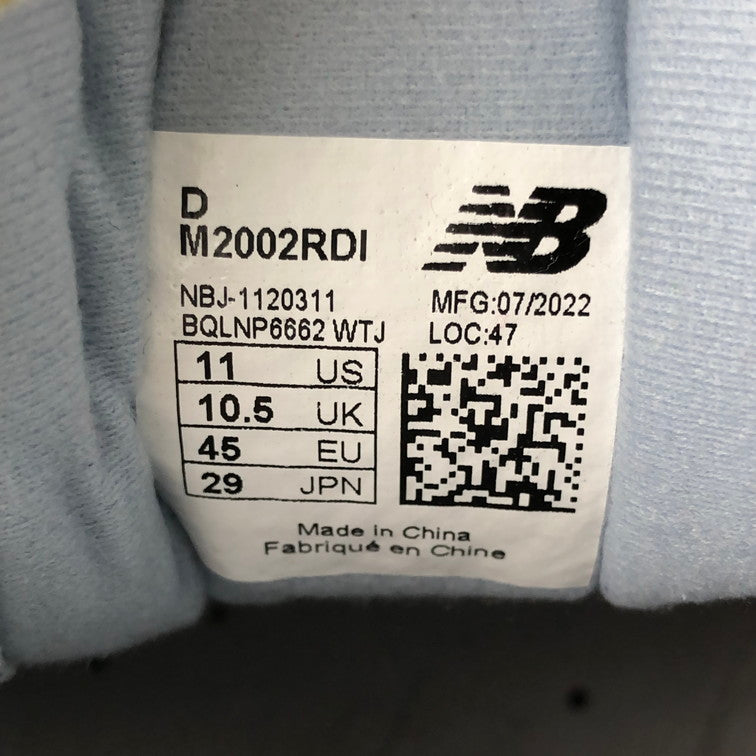 D
M2002RDI
NB
NBJ-1120311
MFG:07/2022
BQLNP6662 WTJ
LOC:47
11 US
10.5 UK
45 EU
29 JPN
Made in China
Fabriqué en Chine